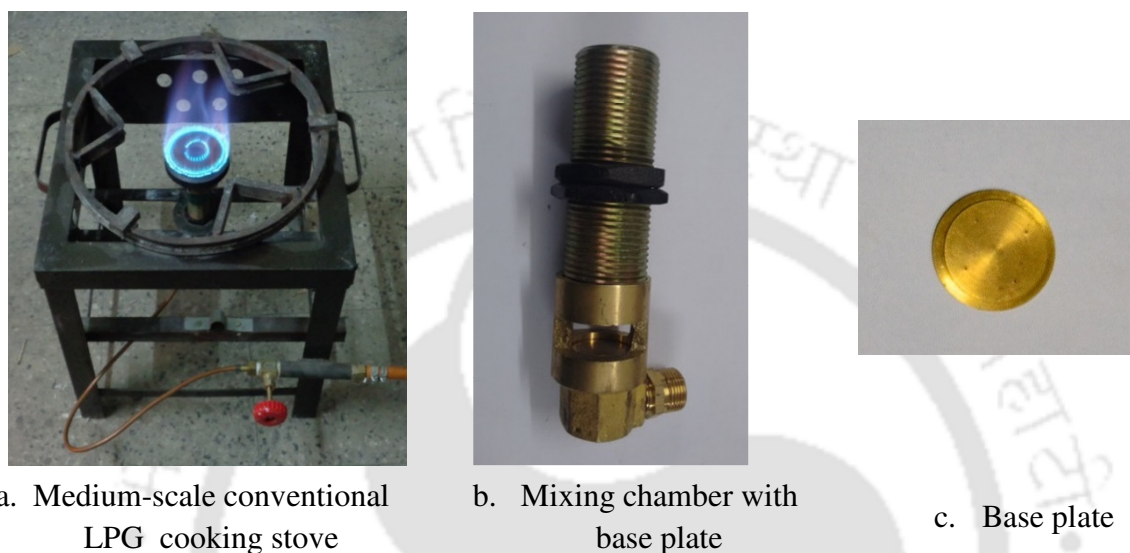 a. Medium-scale conventional
LPG cooking stove
b. Mixing chamber with
base plate
c. Base plate